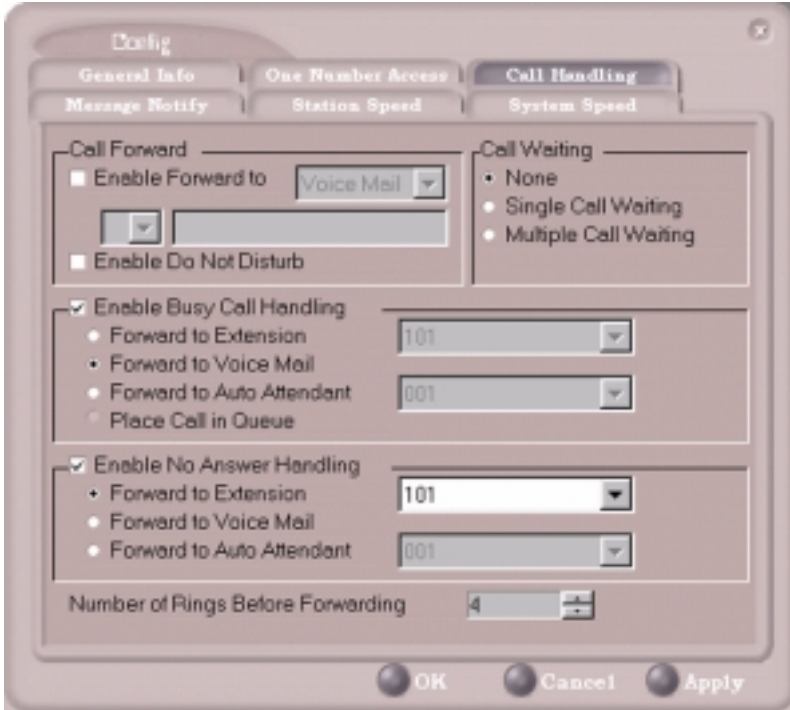 Config
General Info One Number Access Call Handling
Message Notify Station Speed System Speed
Call Forward
Enable Forward to Voice Mail
Enable Do Not Disturb
Call Waiting
None
Single Call Waiting
Multiple Call Waiting
Enable Busy Call Handling
Forward to Extension 101
Forward to Voice Mail
Forward to Auto Attendant 001
Place Call in Queue
Enable No Answer Handling
Forward to Extension 101
Forward to Voice Mail
Forward to Auto Attendant 001
Number of Rings Before Forwarding 4
OK Cancel Apply